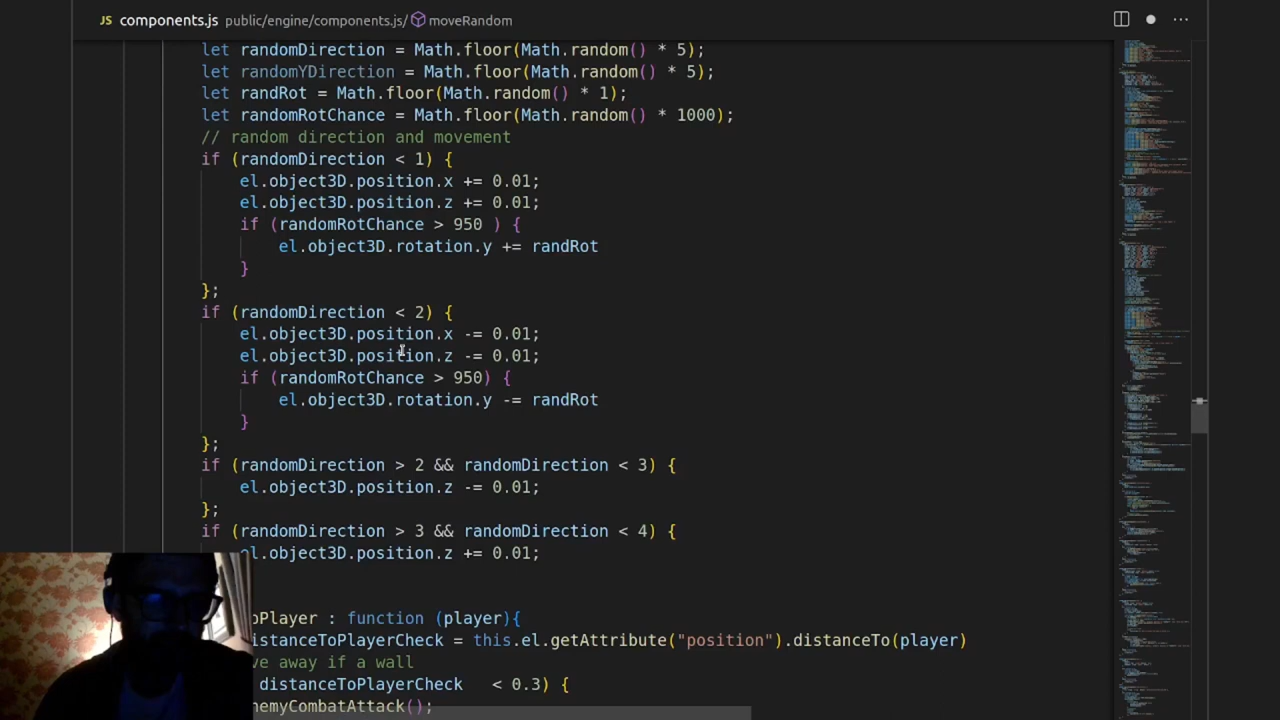 JS components.js public/engine/components.js/ moveRandom
let randomDirection = Math.floor(Math.random() * 5);
let randomYDirection = Math.floor(Math.random() * 5);
let randRot = Math.floor(Math.random() * 1);
let randomRotChance = Math.floor(Math.random() * 1000);
// random direction and movement
if (randomDirection < 1) {
el.object3D.position. += 0.01;
el.object3D.position.z += 0.01;
if (randomRotChance > 950 ) {
el.object3D.rotation.y += randRot
}
};
if (randomDirection < 2) {
el.object3D.position -= 0.01;
el.object3D.position -= 0.01;
if (randomRotChance 0) {
el.object3D.rotation.y -= randRot
}
};
if (randomDirection > 2 randomDirection < 3) {
el.object3D.position -= 0.01;
};
if (randomDirection > 3 randomDirection < 4) {
el.object3D.position.z += 0.01;
oPlayer : function (player){
distanceToPlayerCheck = this.el.getAttribute("position").distanceTo(player)
ve away if a wall
distancePlayerCheck < .3) {
nemyCombatAttack();